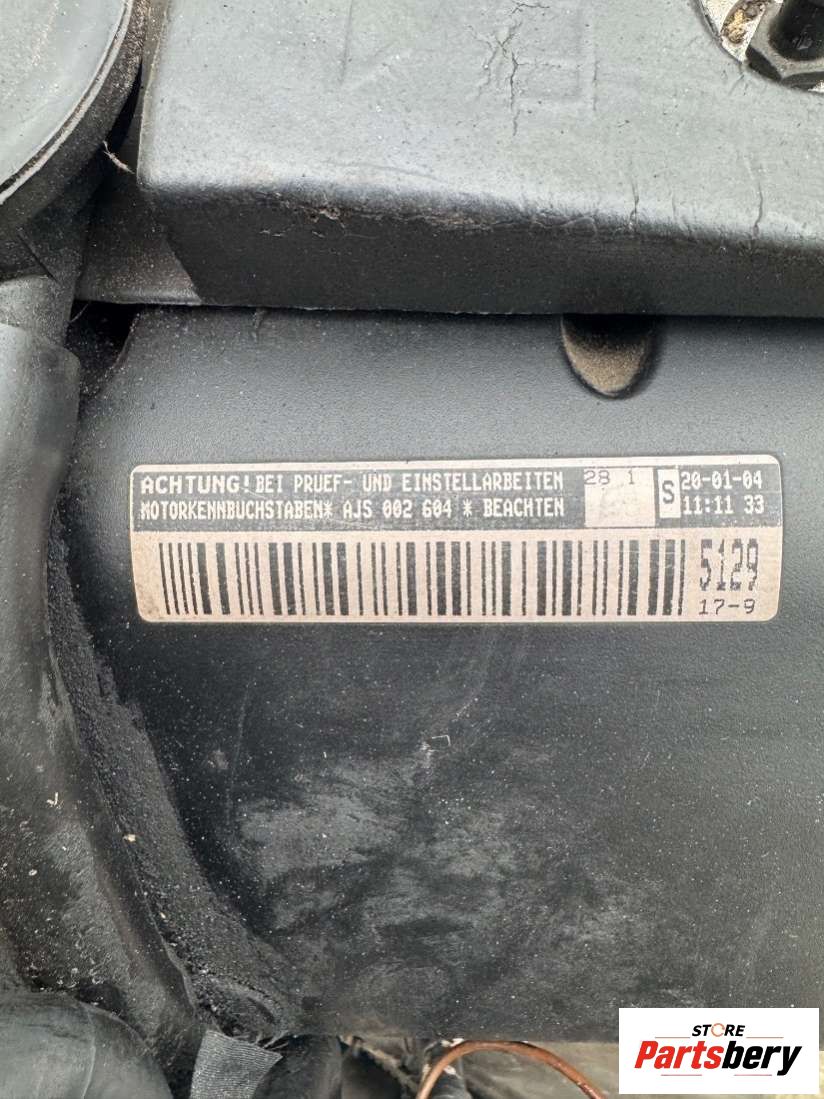 ACHTUNG! BEI PRUEF- UND EINSTELLARBEITEN
MOTORKENNBUCHSTABEN* AJS 002 604 * BEACHTEN
28 1
S
20-01-04
11:11 33
5129
17-9
STORE
Partsbery